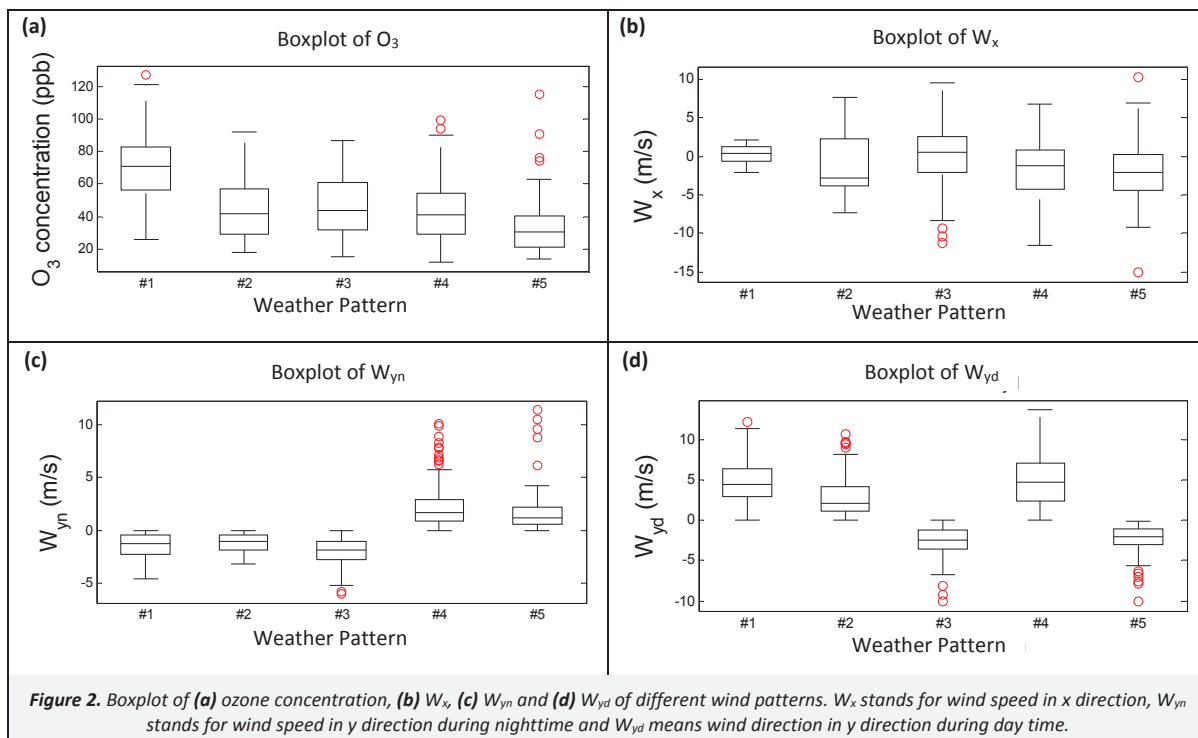 (a)
Boxplot of O3
O3 concentration (ppb)
120
100
80
60
40
20
#1 #2 #3 #4 #5
Weather Pattern
(b)
Boxplot of Wx
Wx (m/s)
10
5
0
-5
-10
-15
#1 #2 #3 #4 #5
Weather Pattern
(c)
Boxplot of Wyn
Wyn (m/s)
10
5
0
-5
#1 #2 #3 #4 #5
Weather Pattern
(d)
Boxplot of Wyd
Wyd (m/s)
10
5
0
-5
-10
#1 #2 #3 #4 #5
Weather Pattern
Figure 2. Boxplot of (a) ozone concentration, (b) Wx, (c) Wyn and (d) Wyd of different wind patterns. Wx stands for wind speed in x direction, Wyn
stands for wind speed in y direction during nighttime and Wyd means wind direction in y direction during day time.